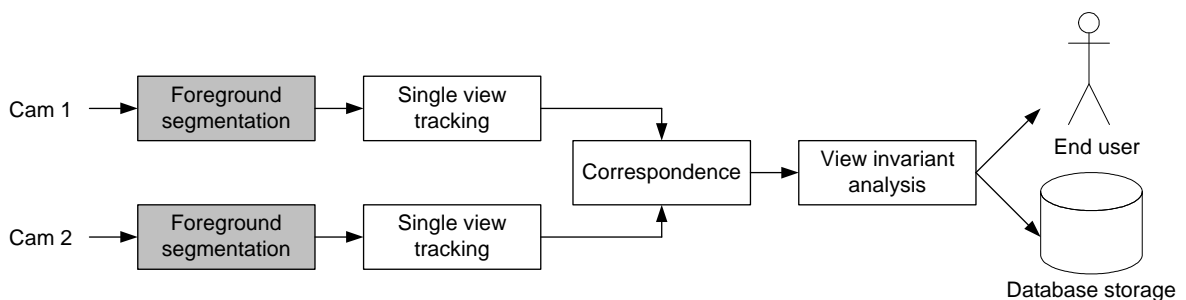 Cam 1
Foreground
segmentation
Single view
tracking
Correspondence
View invariant
analysis
End user
Cam 2
Foreground
segmentation
Single view
tracking
Database storage